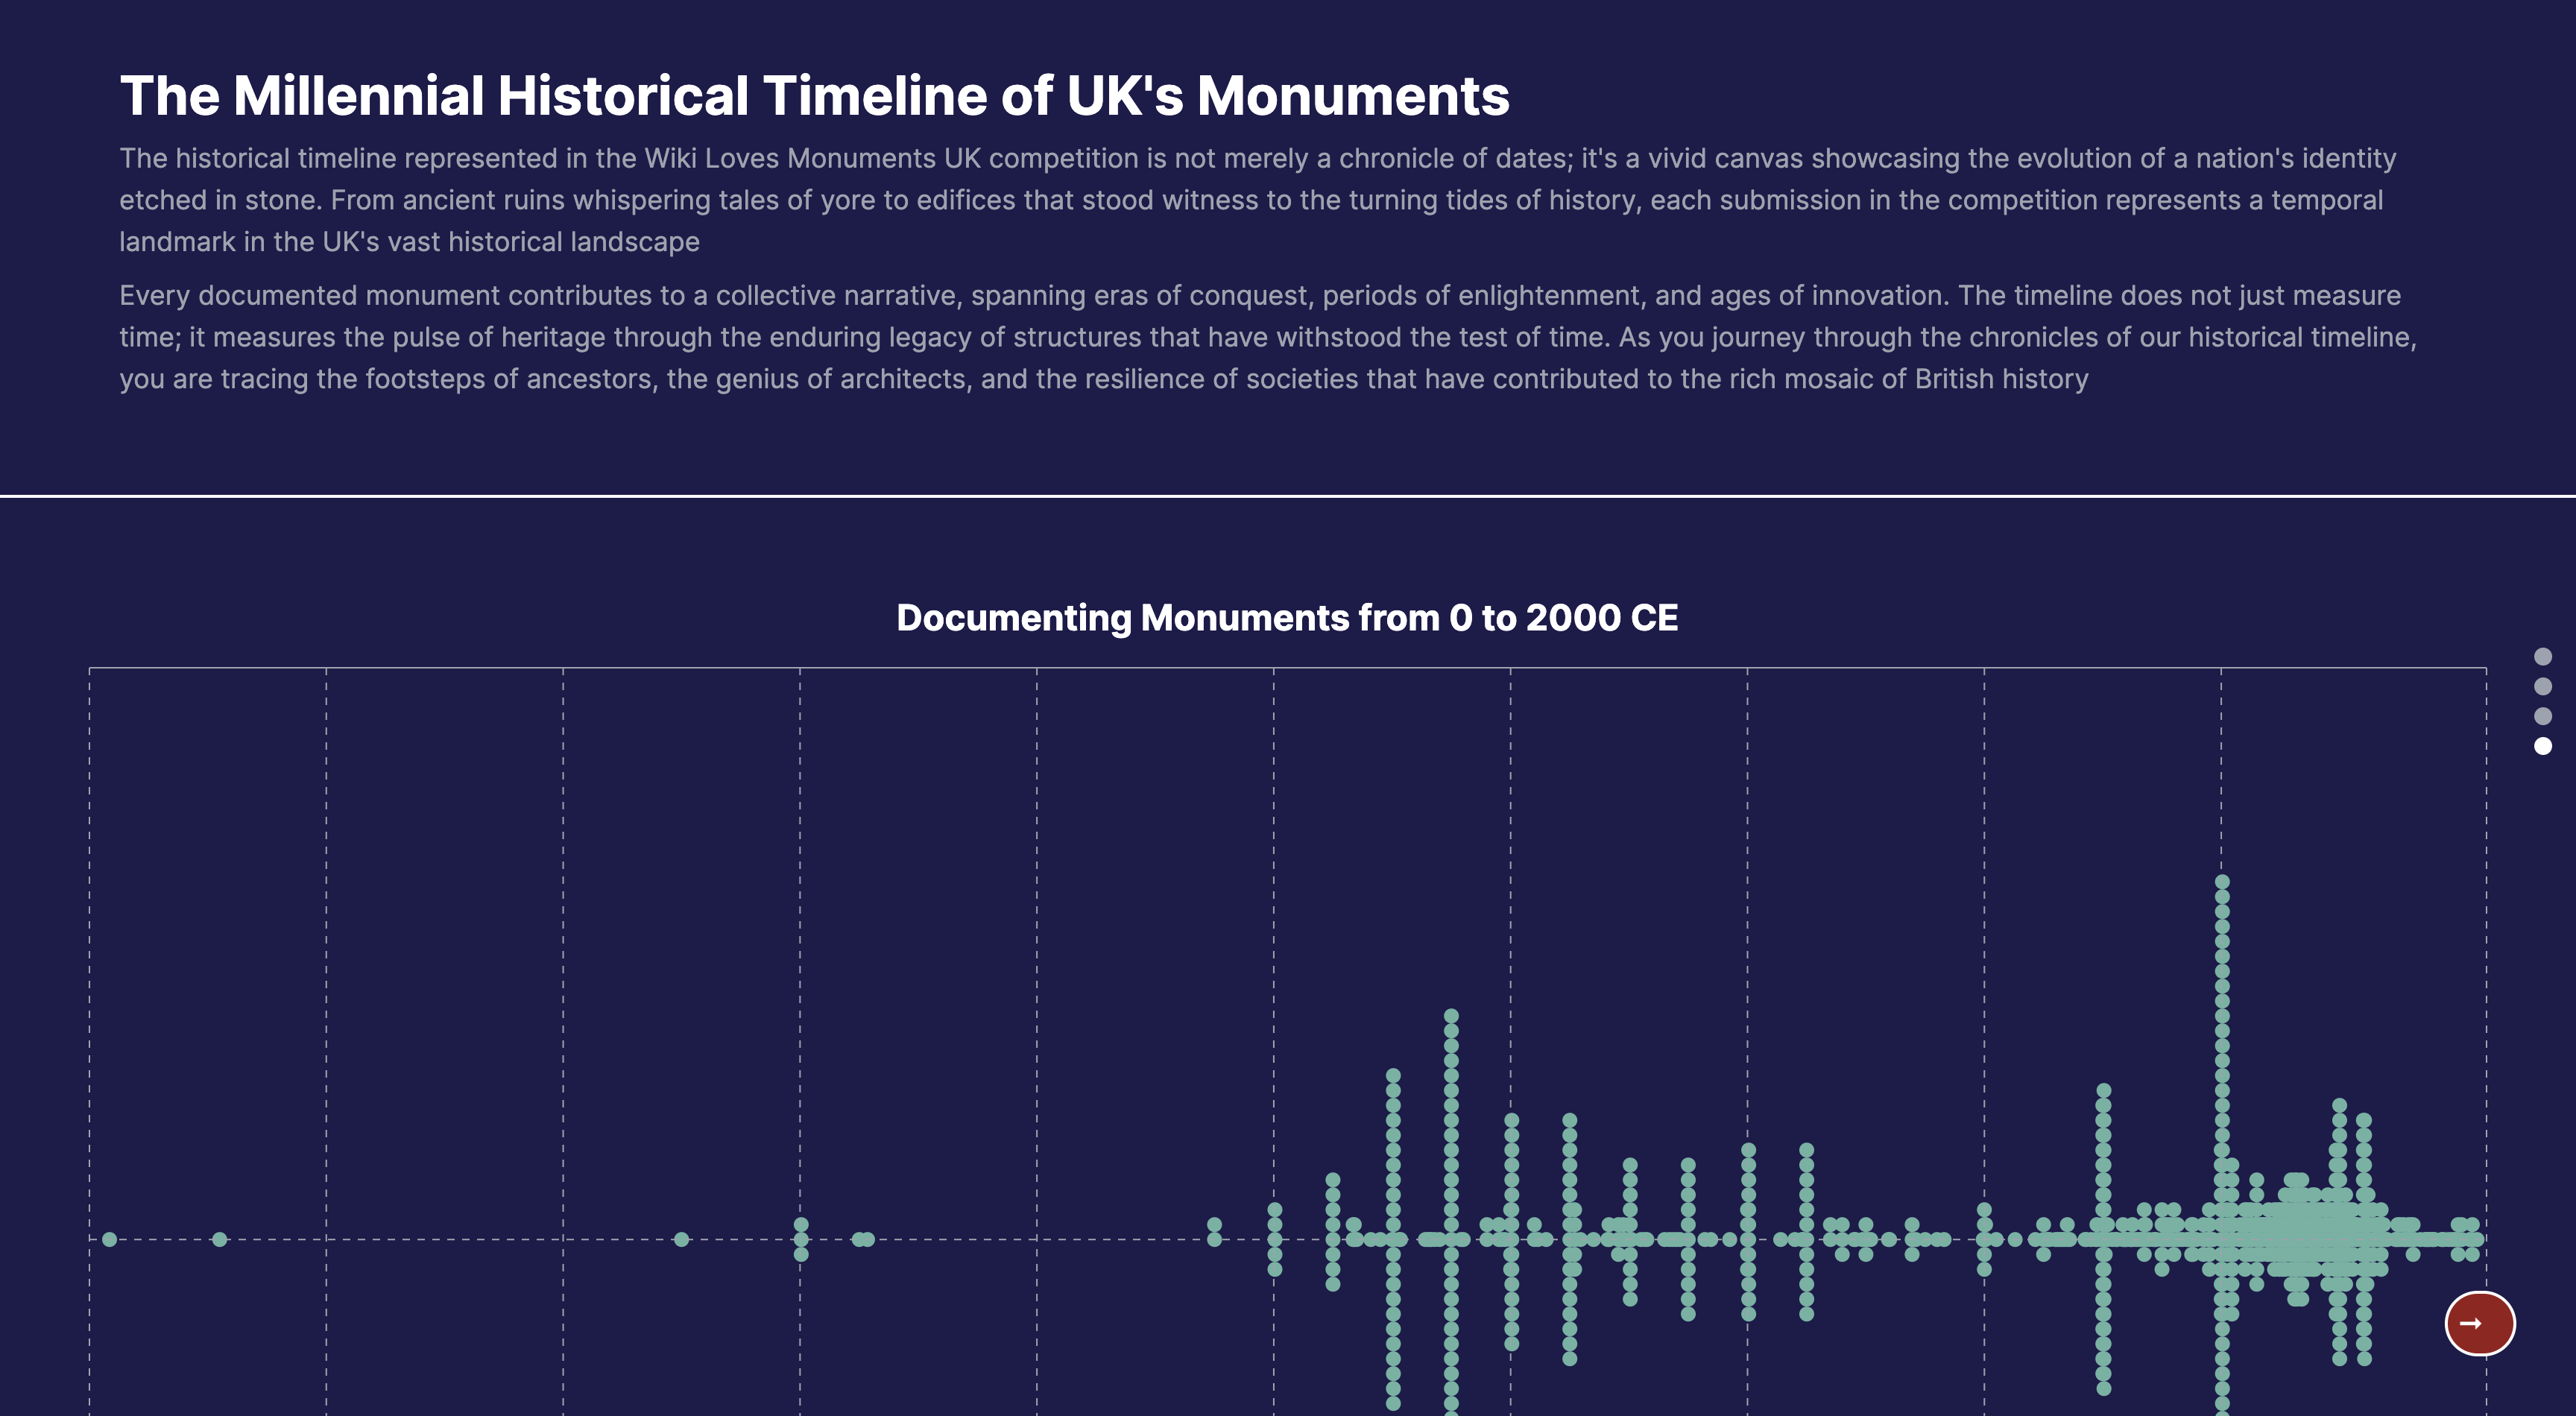 The Millennial Historical Timeline of UK's Monuments
The historical timeline represented in the Wiki Loves Monuments UK competition is not merely a chronicle of dates; it's a vivid canvas showcasing the evolution of a nation's identity
etched in stone. From ancient ruins whispering tales of yore to edifices that stood witness to the turning tides of history, each submission in the competition represents a temporal
landmark in the UK's vast historical landscape
Every documented monument contributes to a collective narrative, spanning eras of conquest, periods of enlightenment, and ages of innovation. The timeline does not just measure
time; it measures the pulse of heritage through the enduring legacy of structures that have withstood the test of time. As you journey through the chronicles of our historical timeline,
you are tracing the footsteps of ancestors, the genius of architects, and the resilience of societies that have contributed to the rich mosaic of British history
Documenting Monuments from 0 to 2000 CE